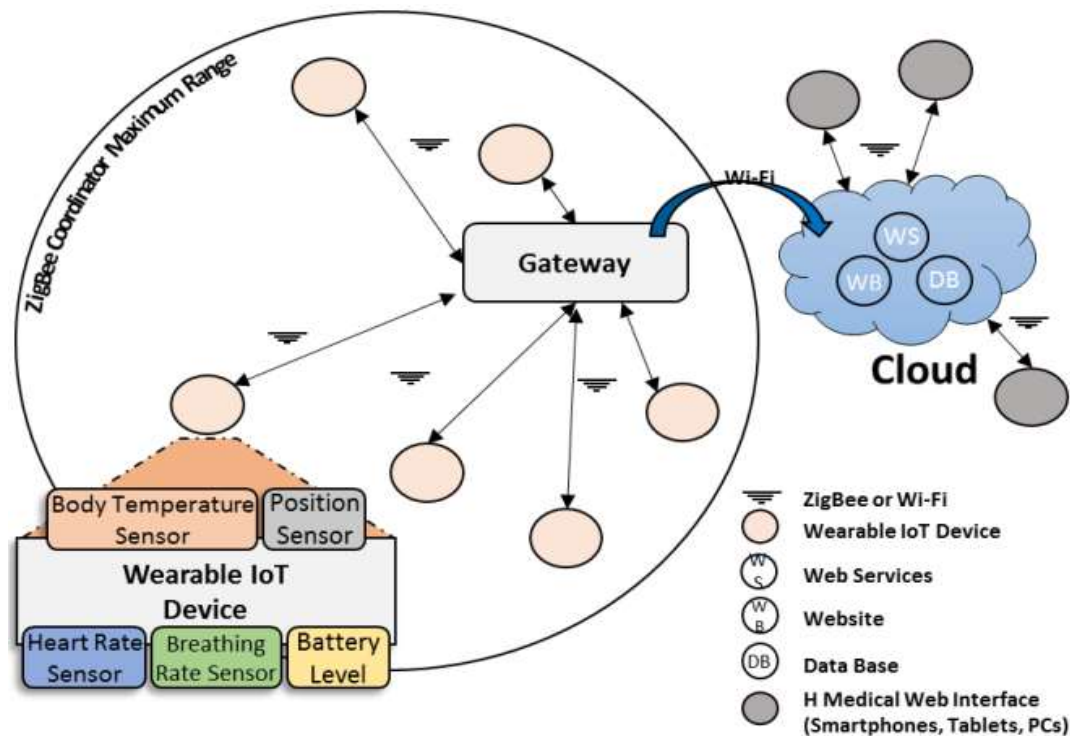 ZigBee Coordinator Maximum Range
Wi-Fi
Gateway
WS
WB
DB
Cloud
Body Temperature
Sensor
Position
Sensor
Wearable IoT
Device
Heart Rate
Sensor
Breathing
Rate Sensor
Battery
Level
ZigBee or Wi-Fi
Wearable IoT Device
W
S
Web Services
W
B
Website
DB
Data Base
H Medical Web Interface
(Smartphones, Tablets, PCs)